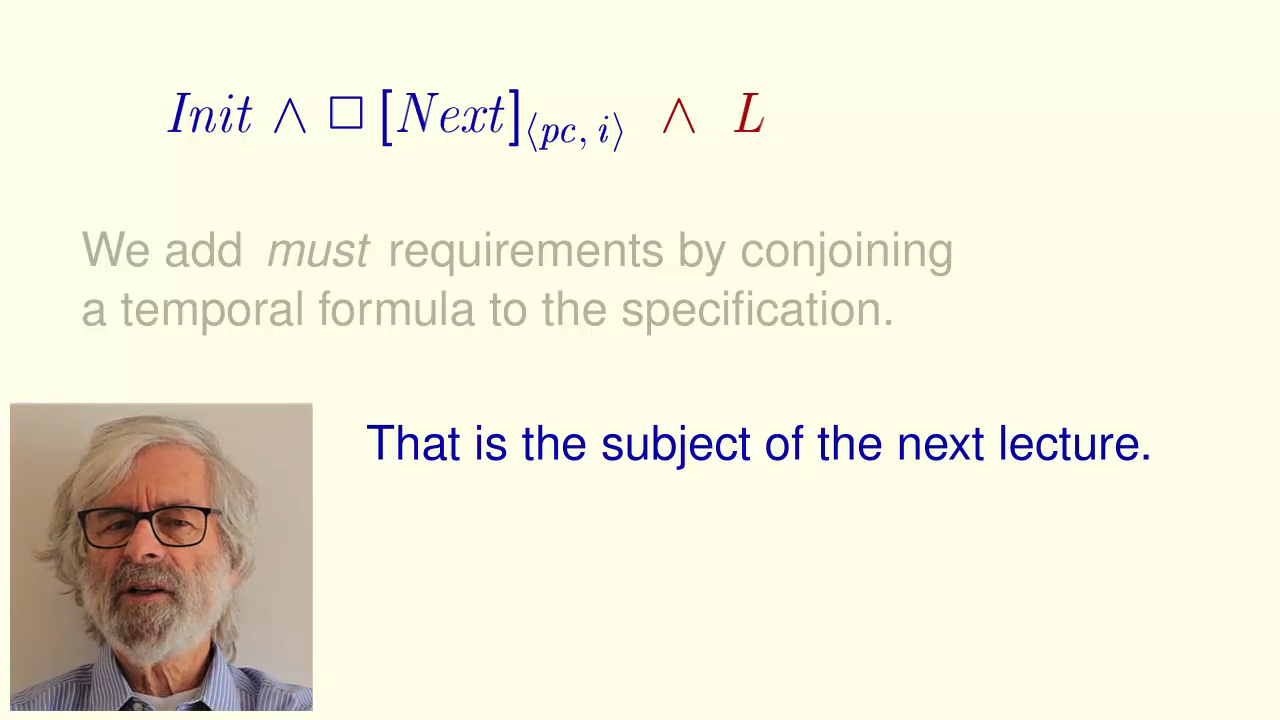 Init ∧ □ [Next]⟨pc, i⟩ ∧ L
We add must requirements by conjoining
a temporal formula to the specification.
That is the subject of the next lecture.